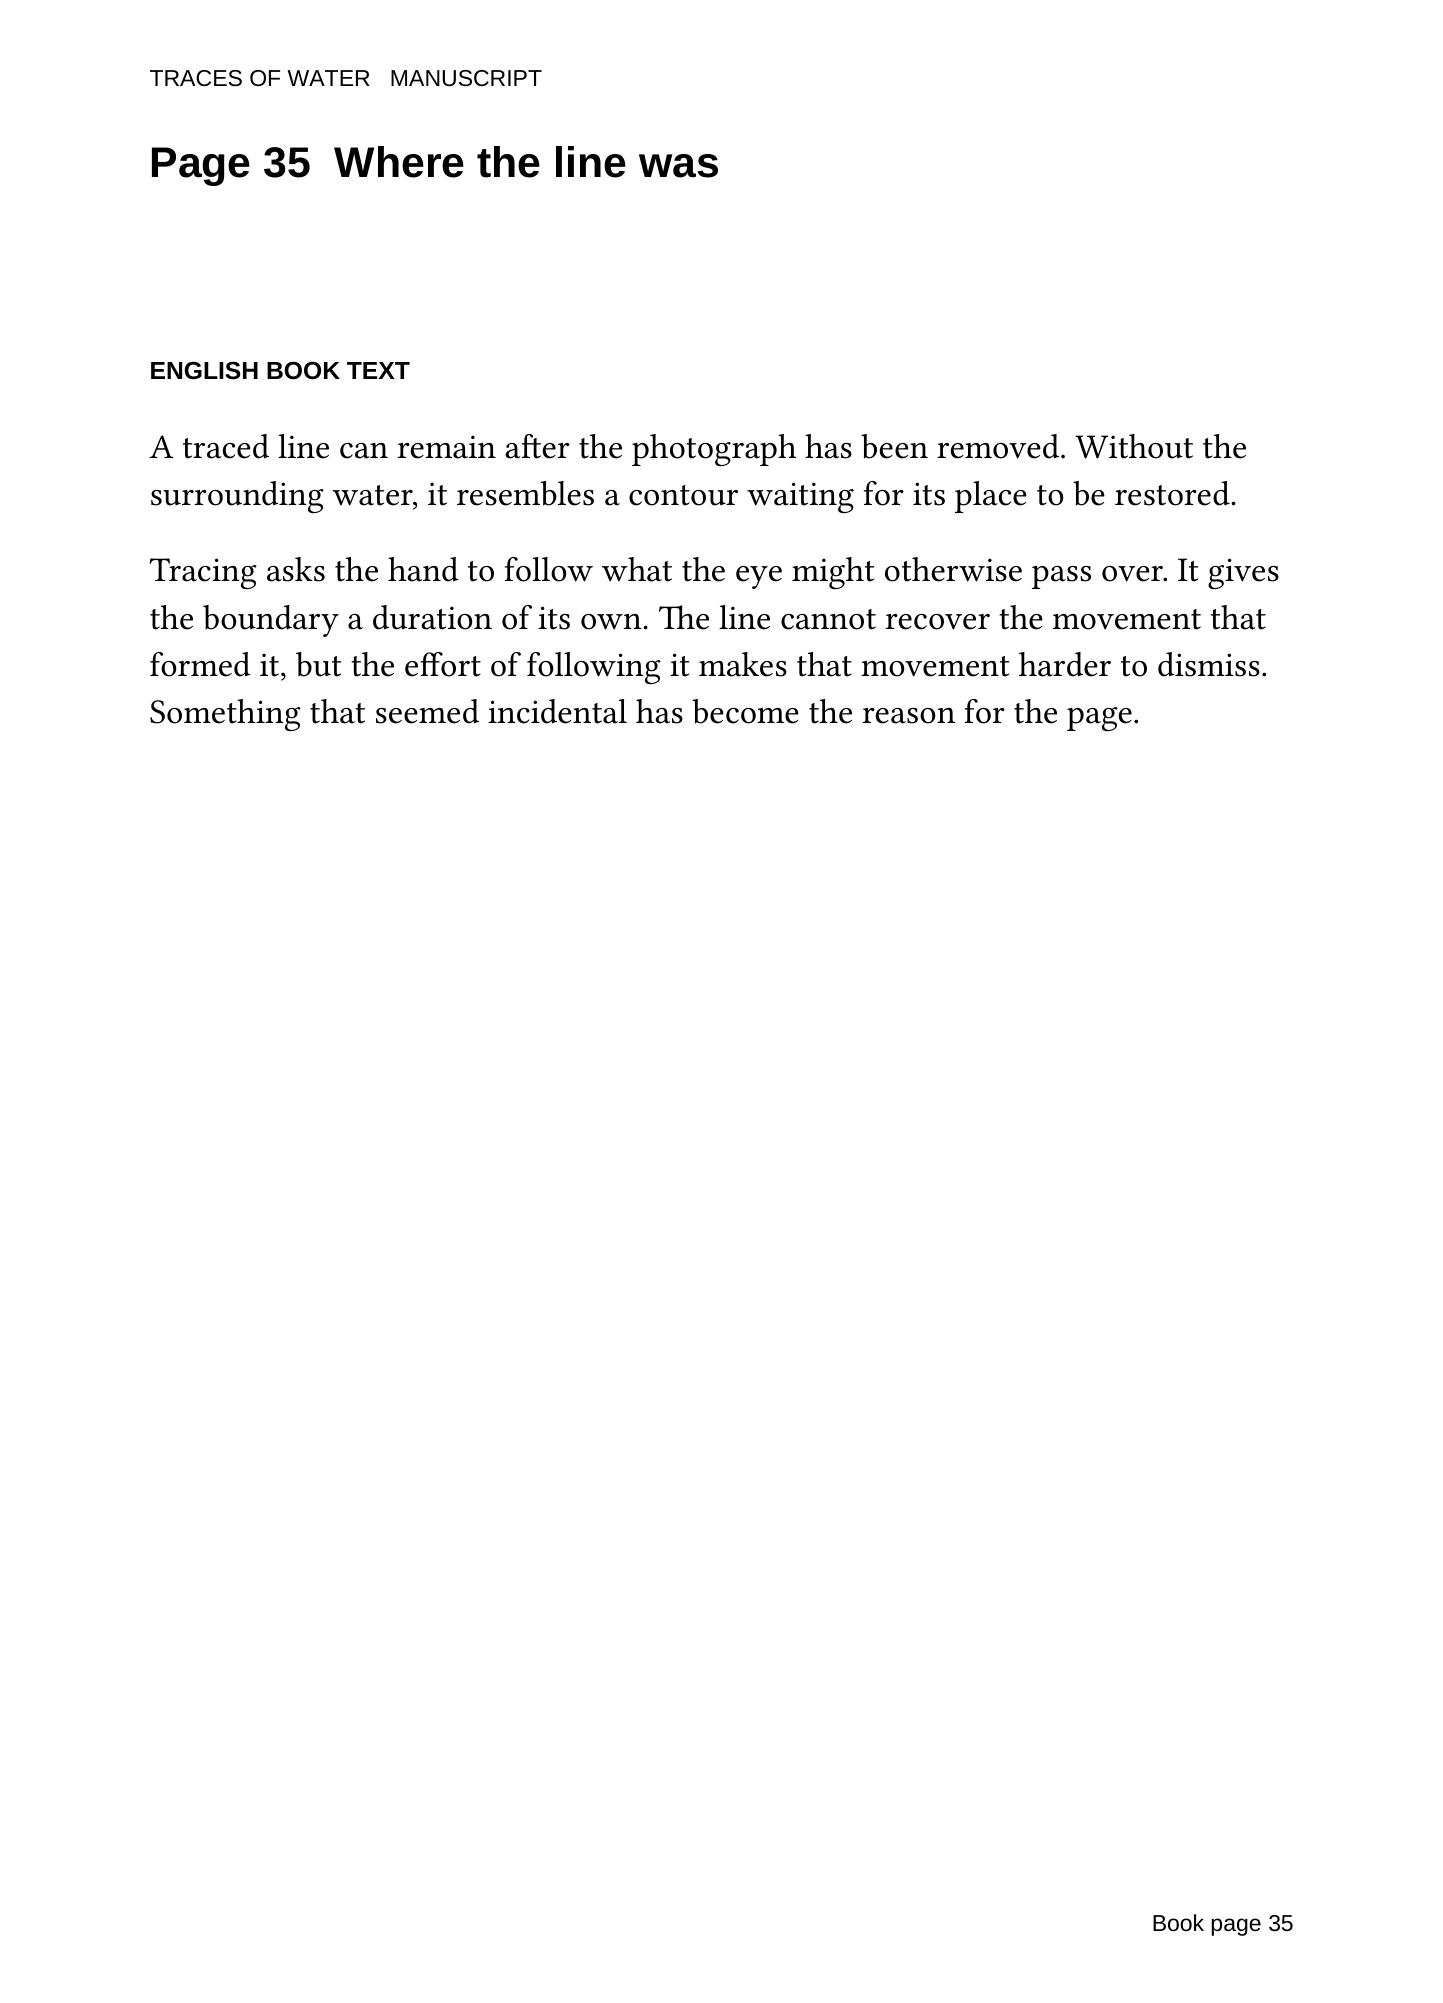 TRACES OF WATER MANUSCRIPT
Page 35 Where the line was
ENGLISH BOOK TEXT
A traced line can remain after the photograph has been removed. Without the
surrounding water, it resembles a contour waiting for its place to be restored.
Tracing asks the hand to follow what the eye might otherwise pass over. It gives
the boundary a duration of its own. The line cannot recover the movement that
formed it, but the effort of following it makes that movement harder to dismiss.
Something that seemed incidental has become the reason for the page.
Book page 35